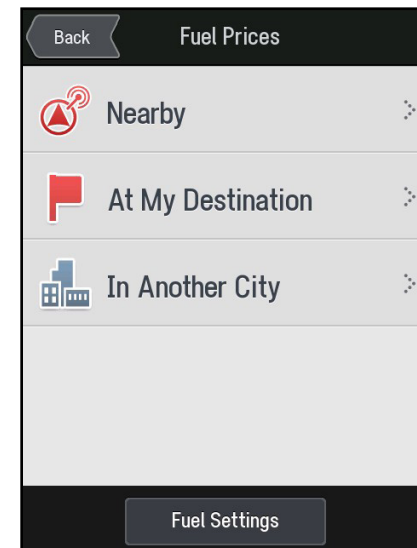 Back
Fuel Prices
Nearby
At My Destination
In Another City
Fuel Settings